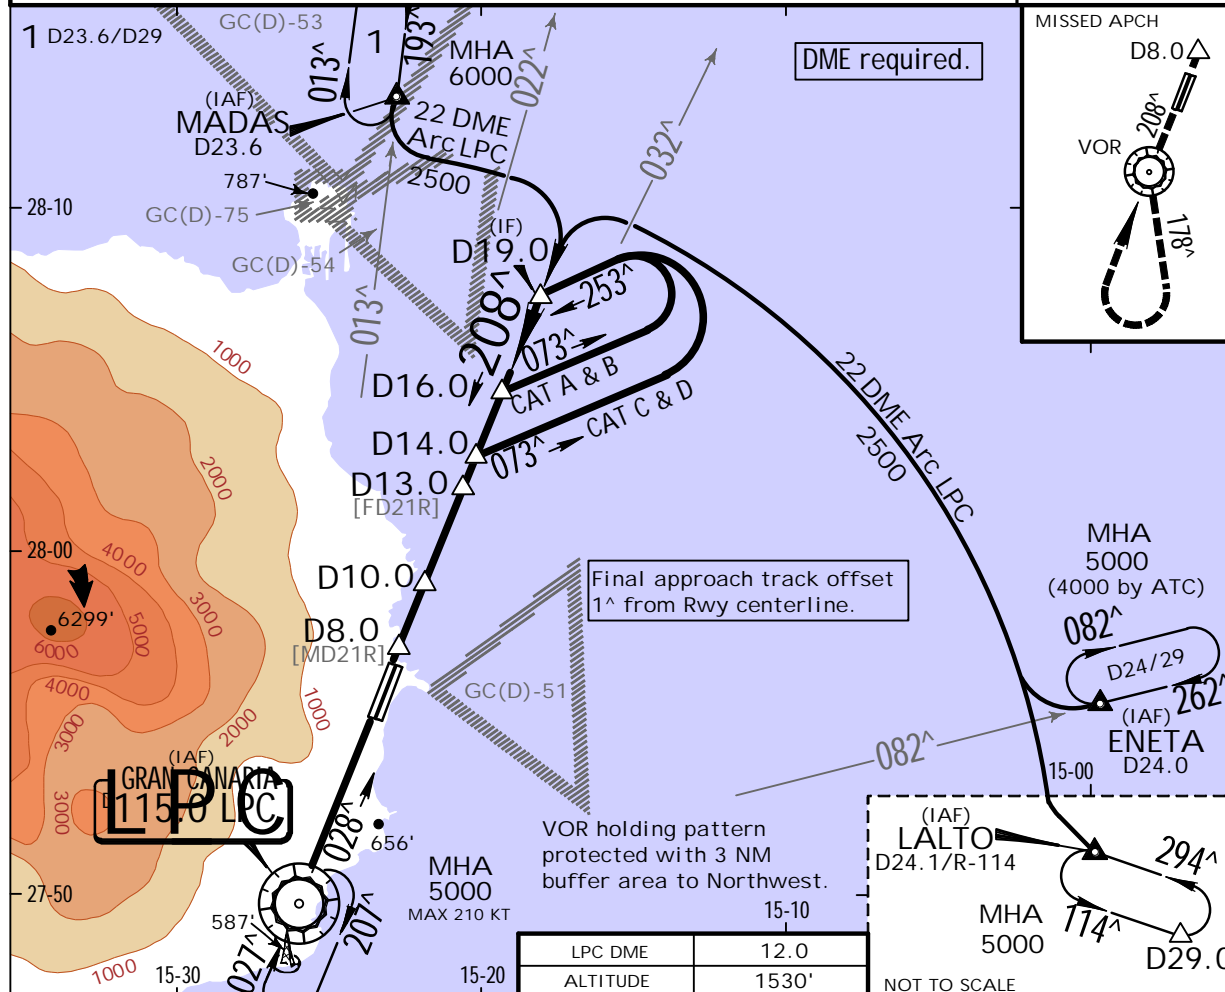 1 D23.6/D29
GC(D)-53
013^
1
193^
MHA
6000
022^
DME required.
MISSED APCH
D8.0
208^
VOR
178^
(IAF)
MADAS
D23.6
22 DME
Arc LPC
2500
032^
787'
28-10
GC(D)-75
GC(D)-54
(IF)
D19.0
013^
208^
253^
073^
CAT A & B
D16.0
1000
D14.0
073^
CAT C & D
D13.0
[FD21R]
22 DME Arc LPC
2500
2000
28-00
4000
3000
5000
6299'
6000
4000
3000
1000
2000
3000
D10.0
Final approach track offset
1^ from Rwy centerline.
D8.0
[MD21R]
GC(D)-51
MHA
5000
(4000 by ATC)
082^
D24/29
262^
(IAF)
ENETA
D24.0
082^
15-00
(IAF)
GRAN CANARIA
D 115.0 LPC
LPC
028^
656'
VOR holding pattern
protected with 3 NM
buffer area to Northwest.
MHA
5000
MAX 210 KT
27-50
587'
207^
027^
1000
15-30
15-20
15-10
LPC DME 12.0
ALTITUDE 1530'
(IAF)
LALTO
D24.1/R-114
294^
114^
MHA
5000
D29.0
NOT TO SCALE